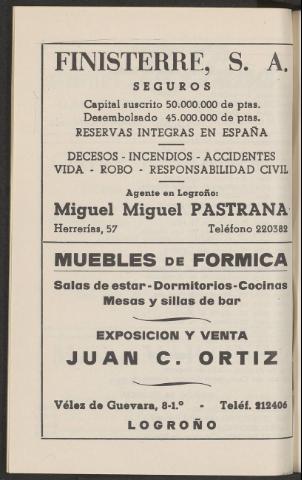 FINISTERRE, S. A.
SEGUROS
Capital suscrito 50.000.000 de ptas.
Desembolsado 45.000.000 de ptas.
RESERVAS INTEGRAS EN ESPAÑA
DECESOS - INCENDIOS - ACCIDENTES
VIDA - ROBO - RESPONSABILIDAD CIVIL
Agente en Logroño:
Miguel Miguel PASTRANA
Herrerías, 57 Teléfono 220382
MUEBLES DE FORMICA
Salas de estar - Dormitorios - Cocinas
Mesas y sillas de bar
EXPOSICION Y VENTA
JUAN C. ORTIZ
Vélez de Guevara, 8-1.º - Teléf. 212406
LOGROÑO